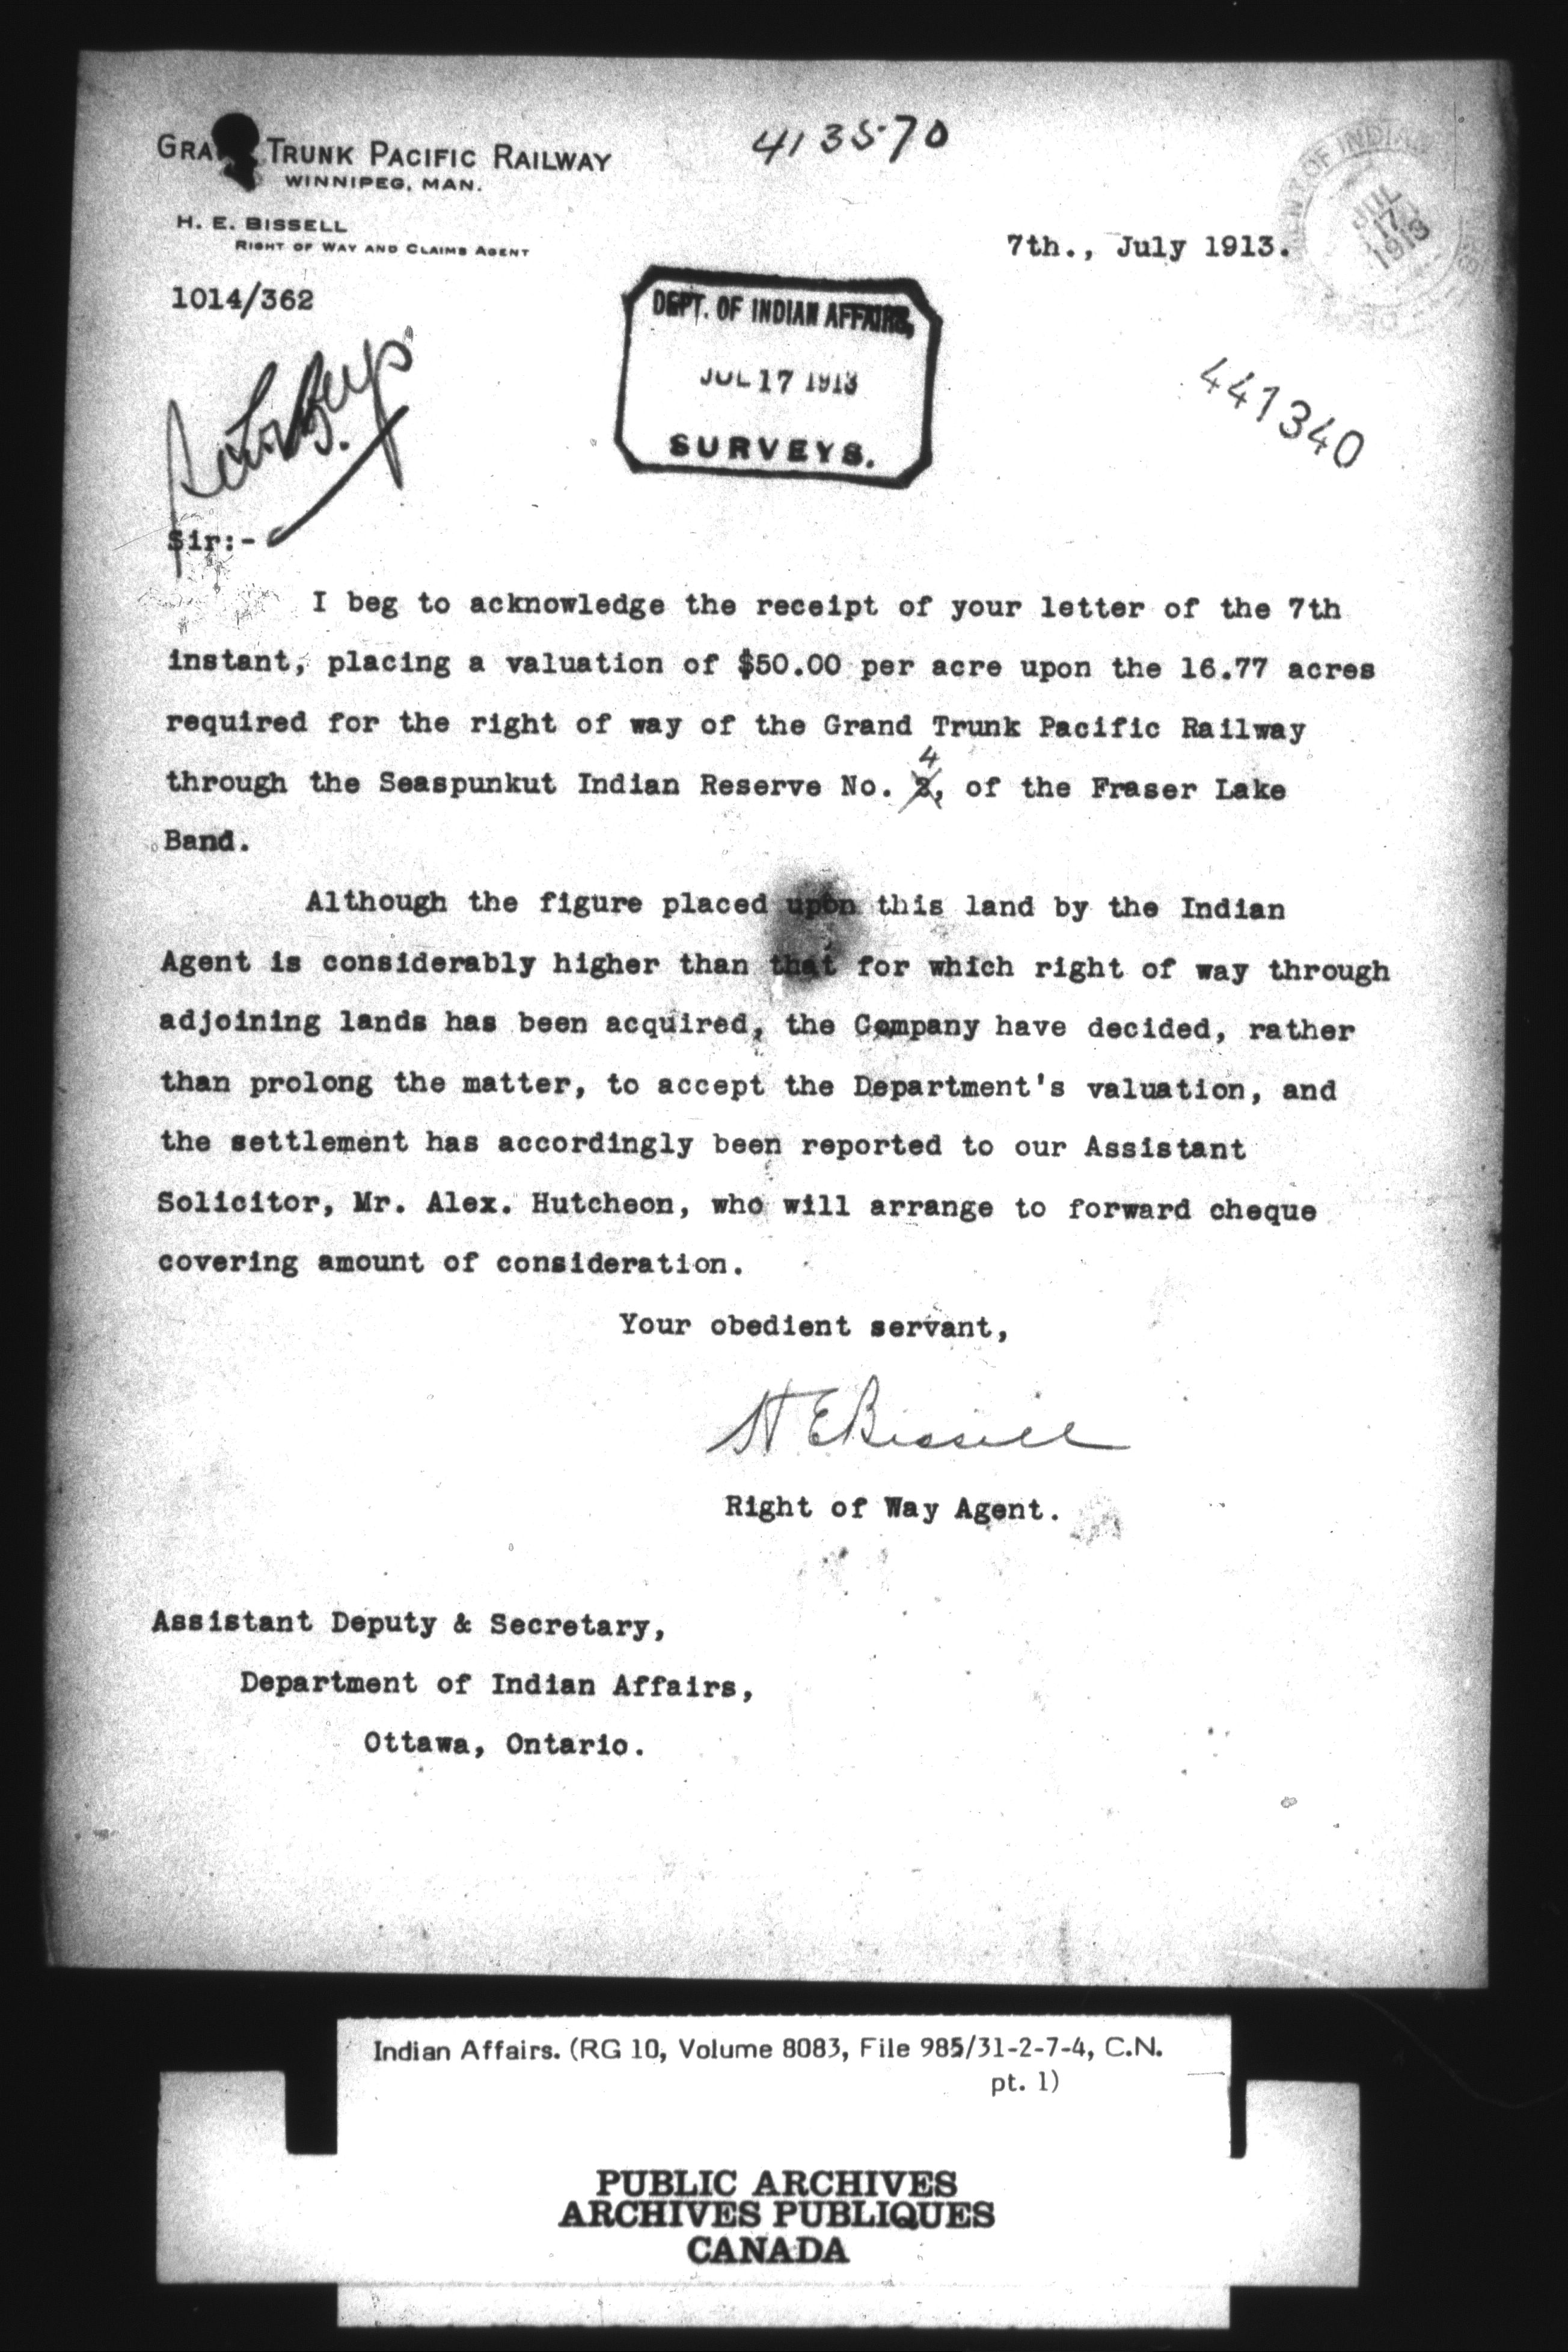 GRA TRUNK PACIFIC RAILWAY
WINNIPEG, MAN.
413570
H. E. BISSELL
RIGHT OF WAY AND CLAIMS AGENT
7th., July 1913.
JUL
17
1913
1014/362
DEPT. OF INDIAN AFFAIRS,
JUL 17 1913
SURVEYS.
441340
Sir:-
I beg to acknowledge the receipt of your letter of the 7th
instant, placing a valuation of $50.00 per acre upon the 16.77 acres
required for the right of way of the Grand Trunk Pacific Railway
4
through the Seaspunkut Indian Reserve No. , of the Fraser Lake
Band.
Although the figure placed upon this land by the Indian
Agent is considerably higher than that for which right of way through
adjoining lands has been acquired, the Company have decided, rather
than prolong the matter, to accept the Department's valuation, and
the settlement has accordingly been reported to our Assistant
Solicitor, Mr. Alex. Hutcheon, who will arrange to forward cheque
covering amount of consideration.
Your obedient servant,
H E Bissell
Right of Way Agent.
Assistant Deputy & Secretary,
Department of Indian Affairs,
Ottawa, Ontario.
Indian Affairs. (RG 10, Volume 8083, File 985/31-2-7-4, C.N.
pt. 1)
PUBLIC ARCHIVES
ARCHIVES PUBLIQUES
CANADA